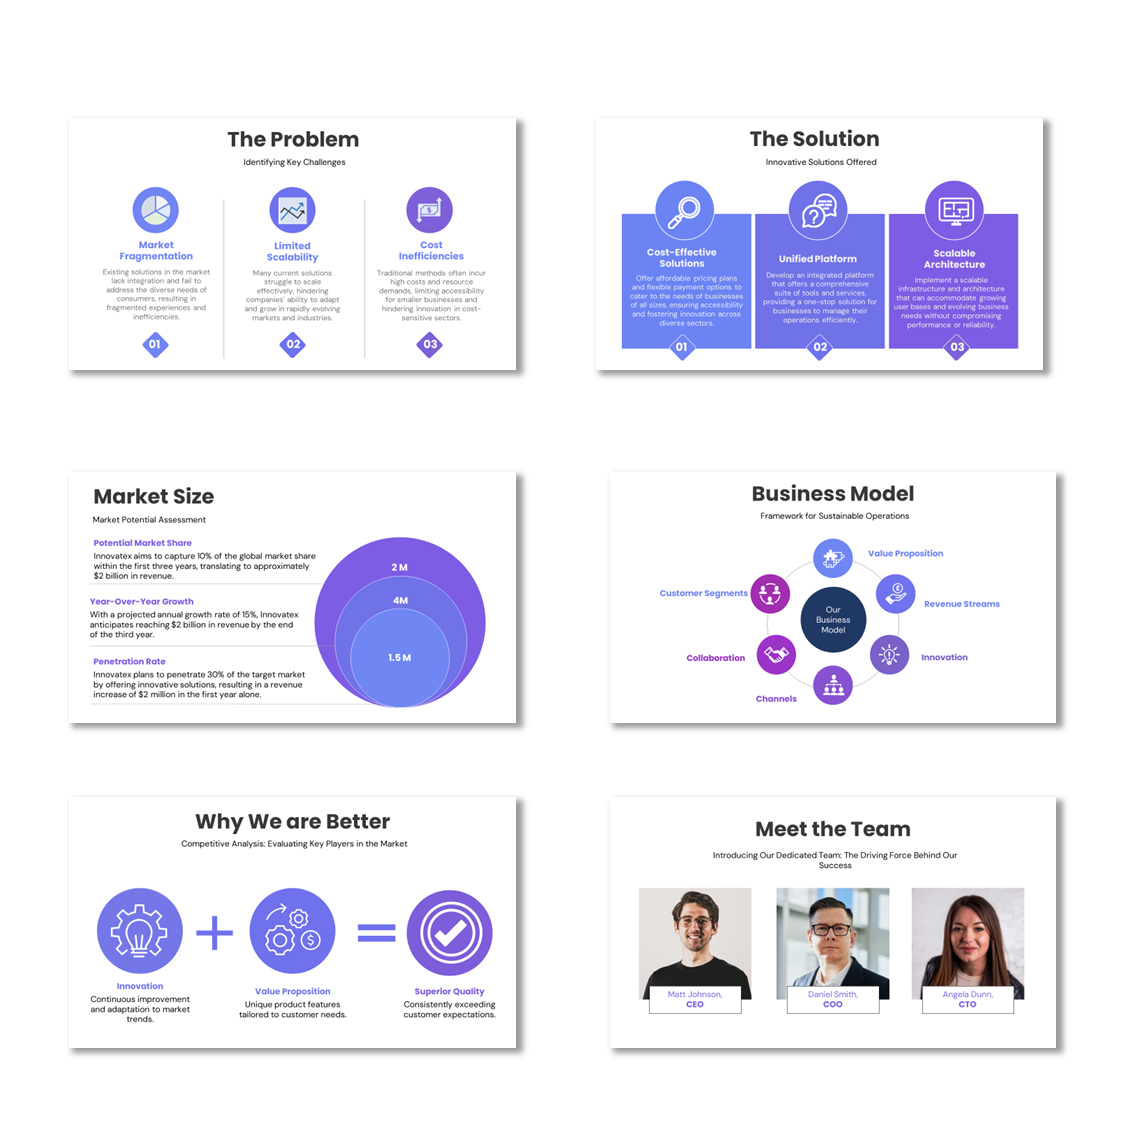 The Problem
Identifying Key Challenges
Market
Fragmentation
Existing solutions in the market
lack integration and fail to
address the diverse needs of
consumers, resulting in
fragmented experiences and
inefficiencies.
01
Limited
Scalability
Many current solutions
struggle to scale
effectively, hindering
companies' ability to adapt
and grow in rapidly evolving
markets and industries.
02
Cost
Inefficiencies
Traditional methods often incur
high costs and resource
demands, limiting accessibility
for smaller businesses and
hindering innovation in cost-
sensitive sectors.
03
The Solution
Innovative Solutions Offered
Cost-Effective
Solutions
Offer affordable pricing plans
and flexible payment options to
cater to the needs of businesses
of all sizes, ensuring accessibility
and fostering innovation across
diverse sectors.
01
Unified Platform
Develop an integrated platform
that offers a comprehensive
suite of tools and services,
providing a one-stop solution for
businesses to manage their
operations efficiently.
02
Scalable
Architecture
Implement a scalable
infrastructure and architecture
that can accommodate growing
user bases and evolving business
needs without compromising
performance or reliability.
03
Market Size
Market Potential Assessment
Potential Market Share
Innovatex aims to capture 10% of the global market share
within the first three years, translating to approximately
$2 billion in revenue.
Year-Over-Year Growth
With a projected annual growth rate of 15%, Innovatex
anticipates reaching $2 billion in revenue by the end
of the third year.
Penetration Rate
Innovatex plans to penetrate 30% of the target market
by offering innovative solutions, resulting in a revenue
increase of $2 million in the first year alone.
2 M
4M
1.5 M
Business Model
Framework for Sustainable Operations
Value Proposition
Customer Segments
Revenue Streams
Our
Business
Model
Collaboration
Innovation
Channels
Why We are Better
Competitive Analysis: Evaluating Key Players in the Market
Innovation
Continuous improvement
and adaptation to market
trends.
+
Value Proposition
Unique product features
tailored to customer needs.
=
Superior Quality
Consistently exceeding
customer expectations.
Meet the Team
Introducing Our Dedicated Team: The Driving Force Behind Our
Success
Matt Johnson,
CEO
Daniel Smith,
COO
Angela Dunn,
CTO